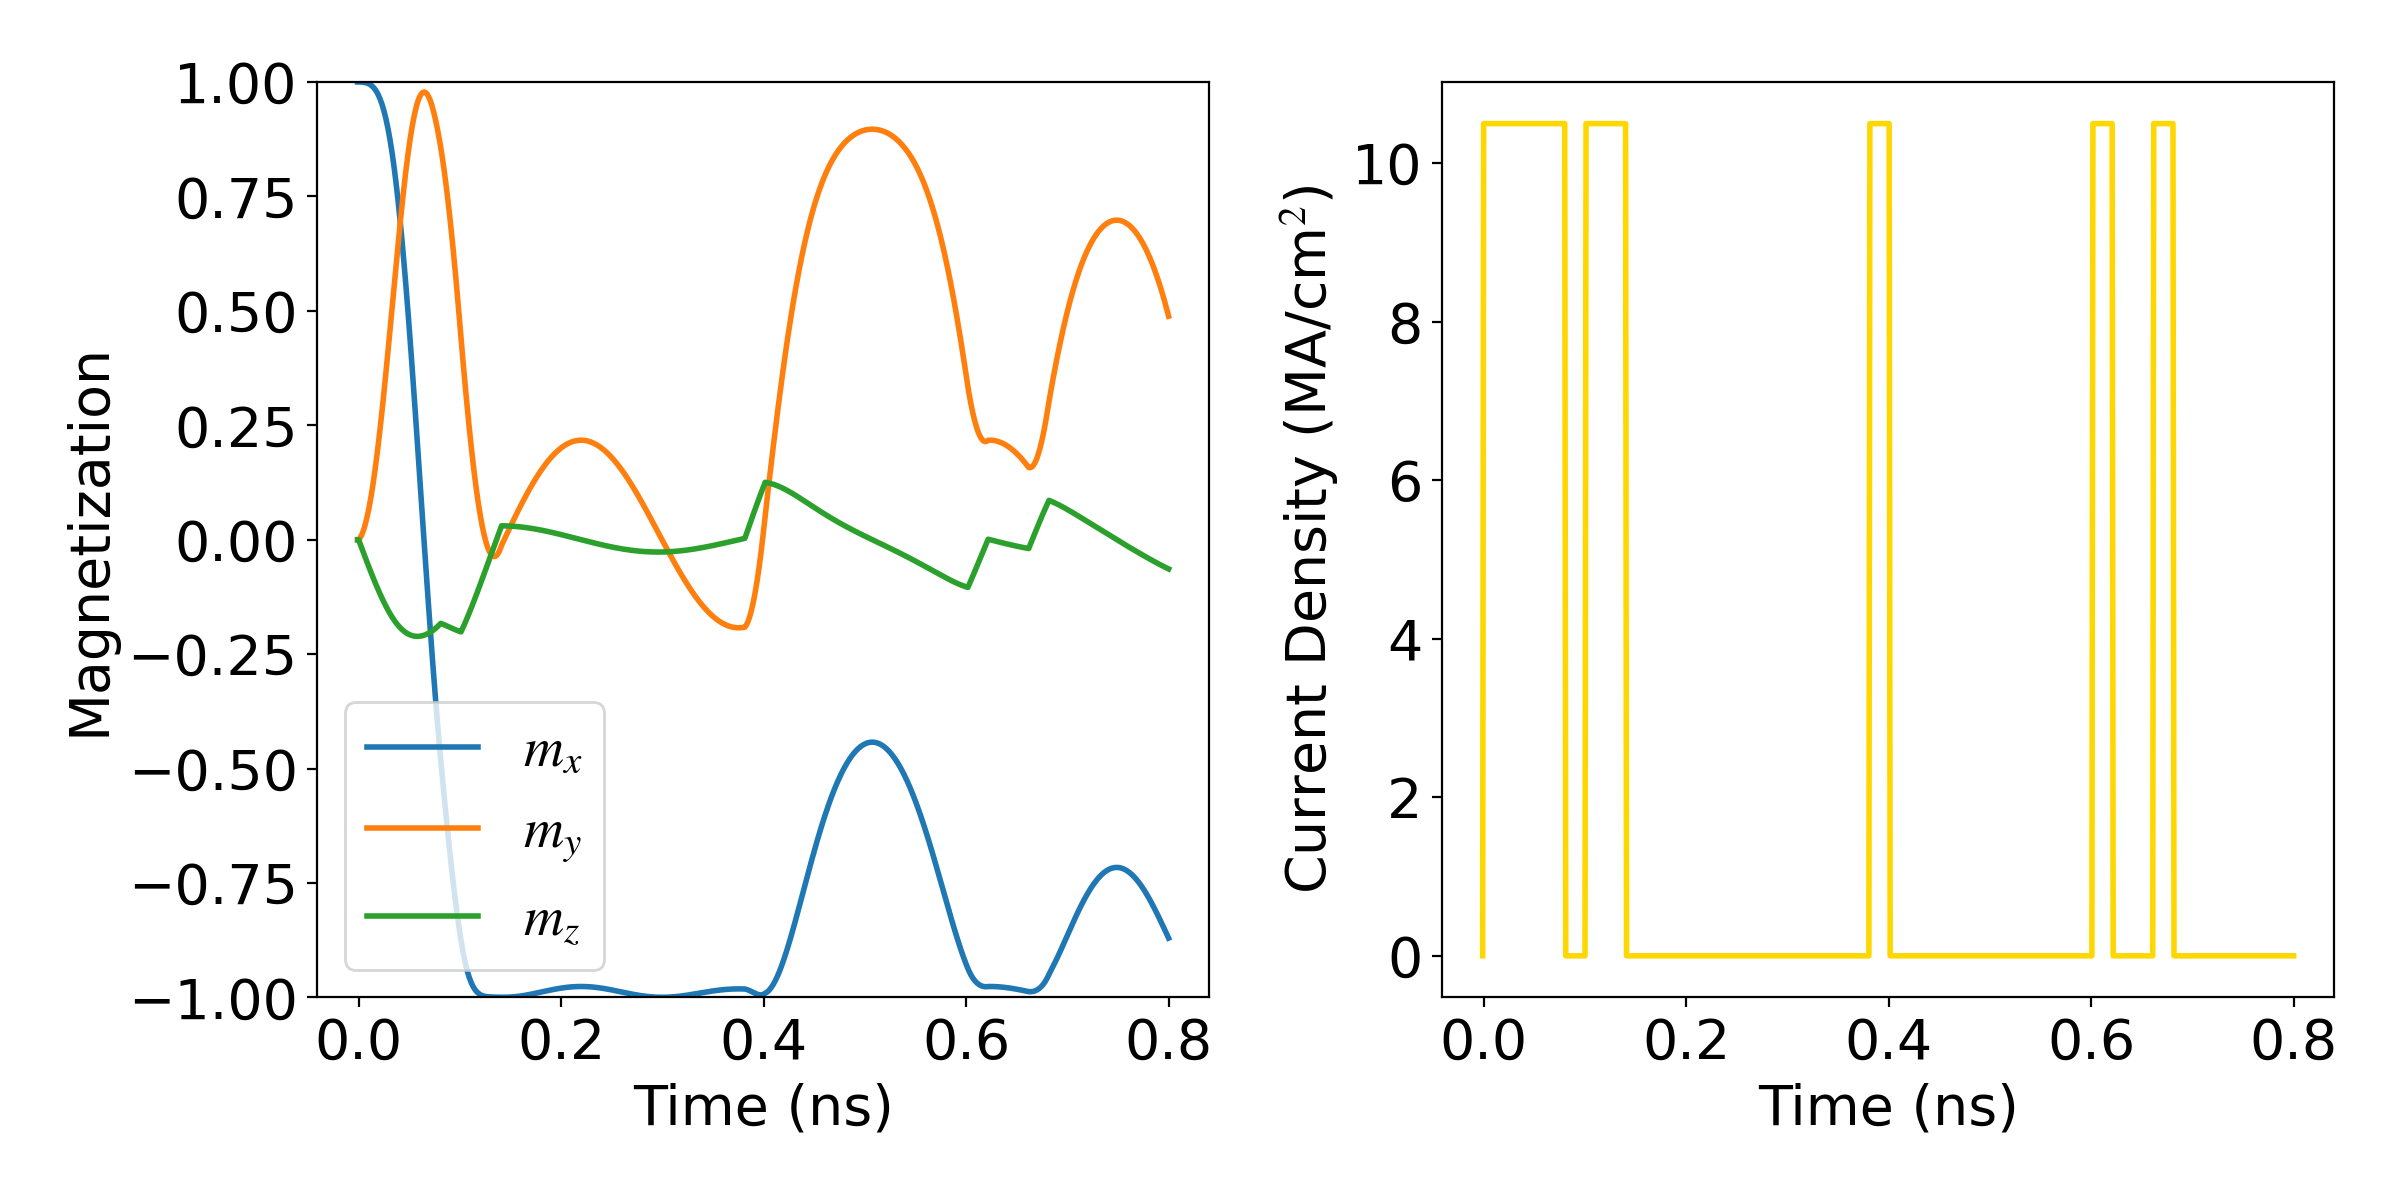 1.00
0.75
0.50
0.25
0.00
−0.25
−0.50
−0.75
−1.00
Magnetization
m_x
m_y
m_z
0.0 0.2 0.4 0.6 0.8
Time (ns)
10
8
6
4
2
0
Current Density (MA/cm²)
0.0 0.2 0.4 0.6 0.8
Time (ns)